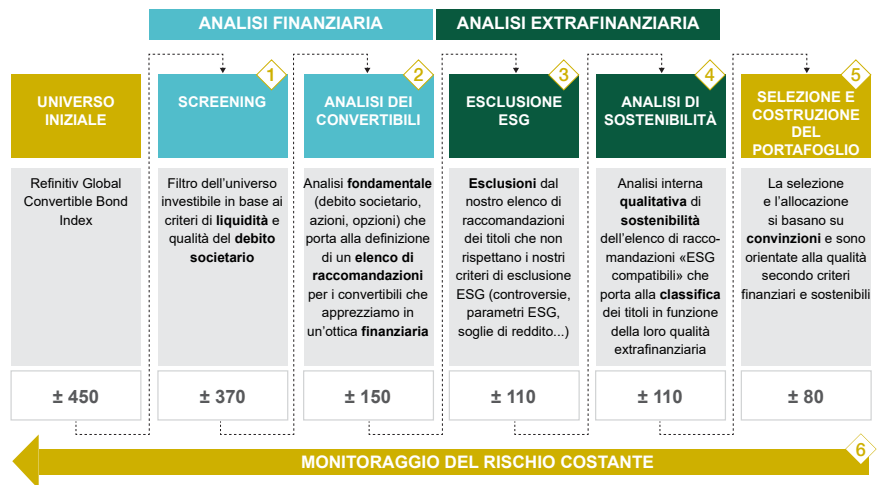 ANALISI FINANZIARIA
ANALISI EXTRAFINANZIARIA
UNIVERSO
INIZIALE
Refinitiv Global
Convertible Bond
Index
± 450
1
SCREENING
Filtro dell'universo
investibile in base ai
criteri di liquidità e
qualità del debito
societario
± 370
2
ANALISI DEI
CONVERTIBILI
Analisi fondamentale
(debito societario,
azioni, opzioni) che
porta alla definizione
di un elenco di
raccomandazioni
per i convertibili che
apprezziamo in
un'ottica finanziaria
± 150
3
ESCLUSIONE
ESG
Esclusioni dal
nostro elenco di
raccomandazioni
dei titoli che non
rispettano i nostri
criteri di esclusione
ESG (controversie,
parametri ESG,
soglie di reddito...)
± 110
4
ANALISI DI
SOSTENIBILITÀ
Analisi interna
qualitativa di
sostenibilità
dell'elenco di racco-
mandazioni «ESG
compatibili» che
porta alla classifica
dei titoli in funzione
della loro qualità
extrafinanziaria
± 110
5
SELEZIONE E
COSTRUZIONE
DEL
PORTAFOGLIO
La selezione
e l'allocazione
si basano su
convinzioni e sono
orientate alla qualità
secondo criteri
finanziari e sostenibili
± 80
MONITORAGGIO DEL RISCHIO COSTANTE
6